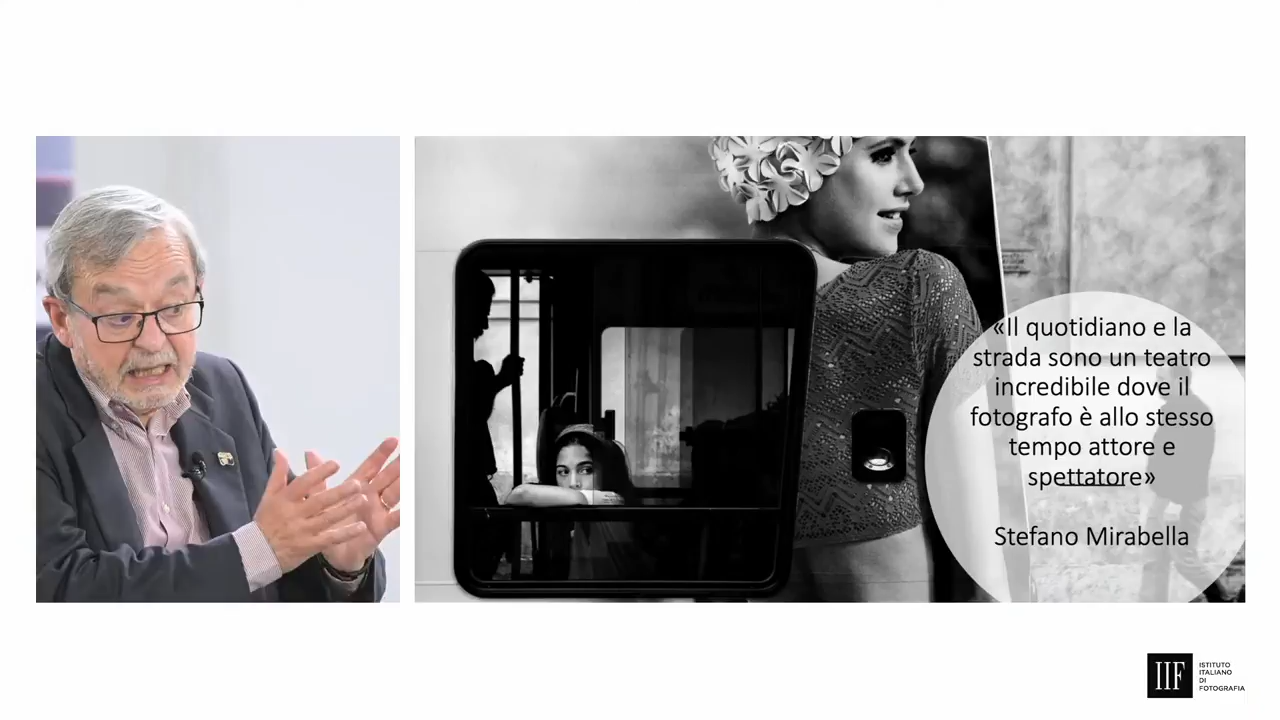 «Il quotidiano e la
strada sono un teatro
incredibile dove il
fotografo è allo stesso
tempo attore e
spettatore»
Stefano Mirabella
IIF
ISTITUTO
ITALIANO
DI
FOTOGRAFIA